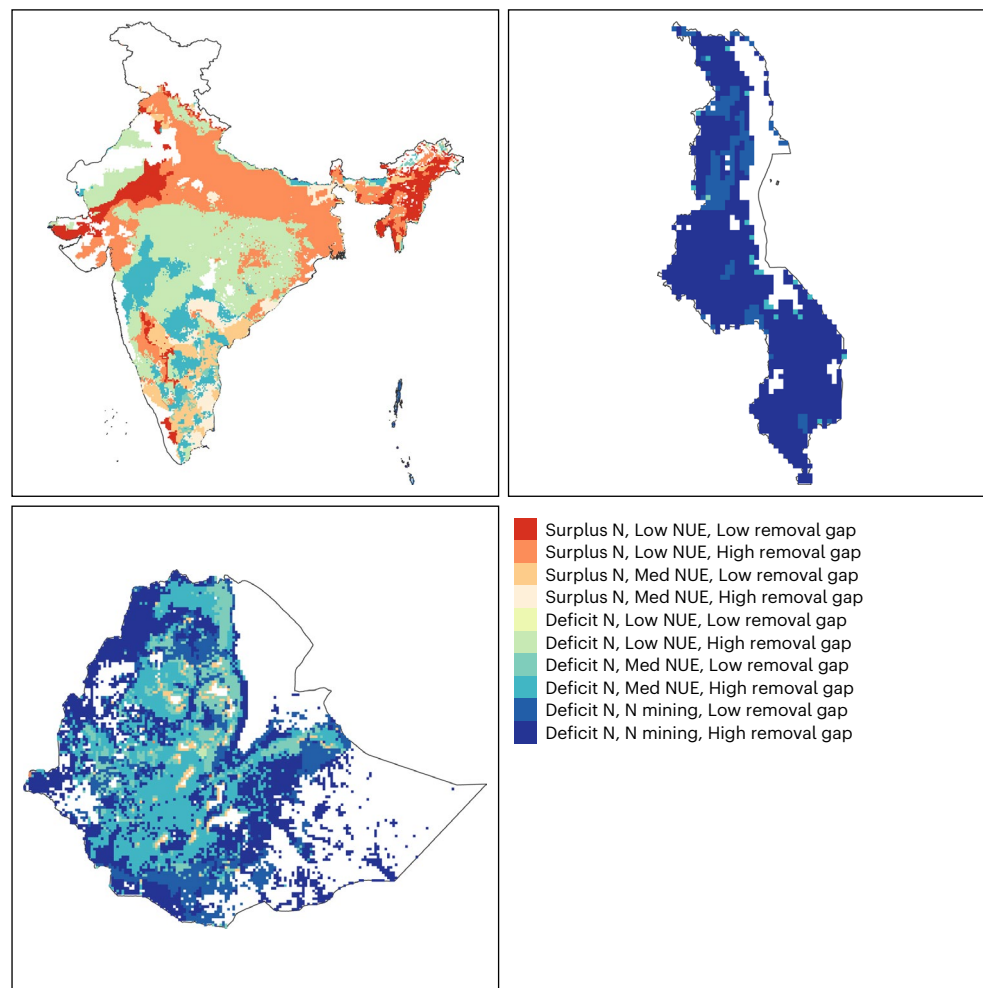 Surplus N, Low NUE, Low removal gap
Surplus N, Low NUE, High removal gap
Surplus N, Med NUE, Low removal gap
Surplus N, Med NUE, High removal gap
Deficit N, Low NUE, Low removal gap
Deficit N, Low NUE, High removal gap
Deficit N, Med NUE, Low removal gap
Deficit N, Med NUE, High removal gap
Deficit N, N mining, Low removal gap
Deficit N, N mining, High removal gap